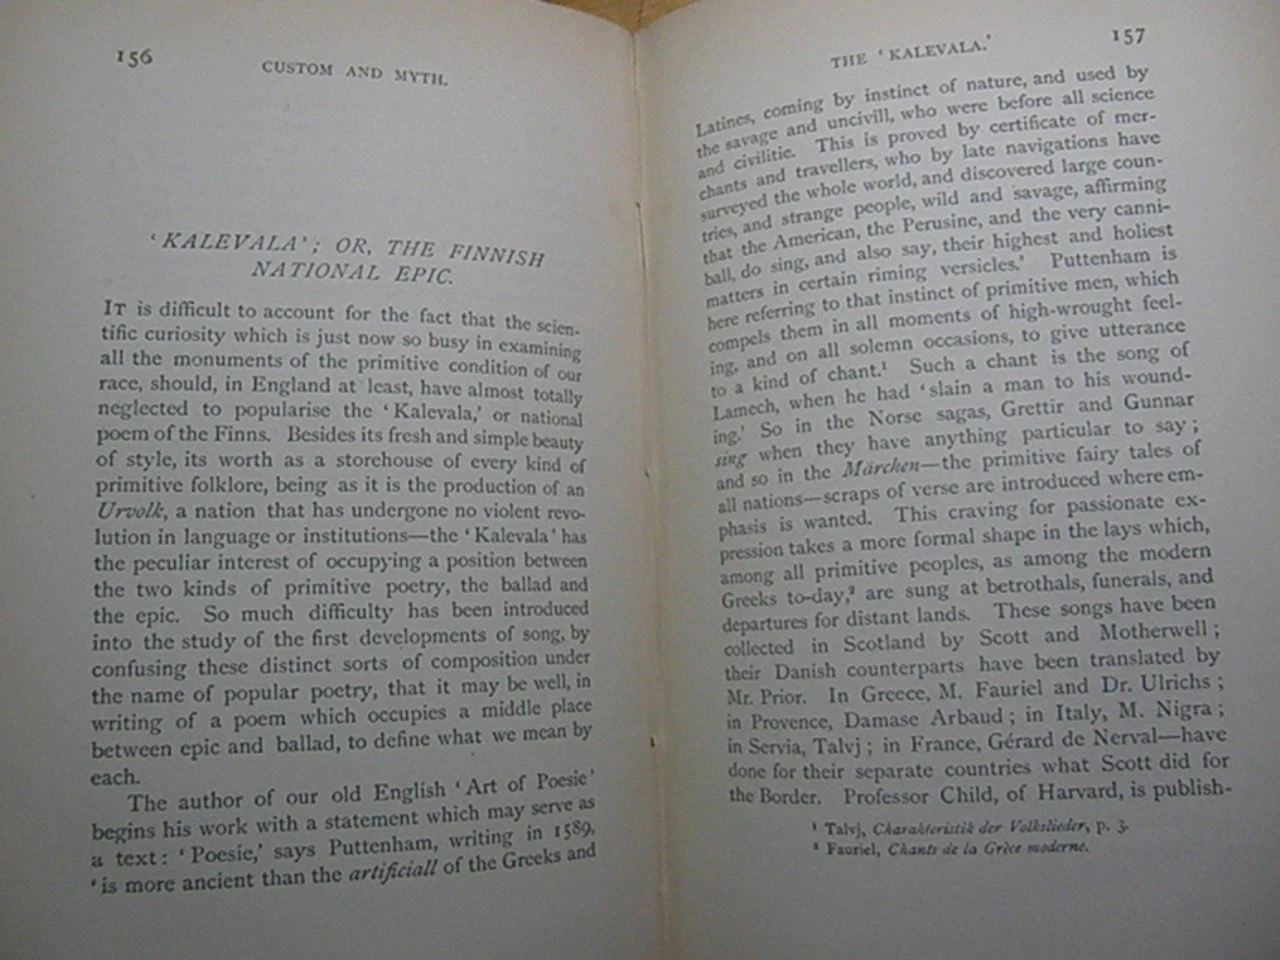 156
CUSTOM AND MYTH.
‘KALEVALA’; OR, THE FINNISH
NATIONAL EPIC.
IT is difficult to account for the fact that the scien-
tific curiosity which is just now so busy in examining
all the monuments of the primitive condition of our
race, should, in England at least, have almost totally
neglected to popularise the ‘Kalevala,’ or national
poem of the Finns. Besides its fresh and simple beauty
of style, its worth as a storehouse of every kind of
primitive folklore, being as it is the production of an
Urvolk, a nation that has undergone no violent revo-
lution in language or institutions—the ‘Kalevala’ has
the peculiar interest of occupying a position between
the two kinds of primitive poetry, the ballad and
the epic. So much difficulty has been introduced
into the study of the first developments of song, by
confusing these distinct sorts of composition under
the name of popular poetry, that it may be well, in
writing of a poem which occupies a middle place
between epic and ballad, to define what we mean by
each.
The author of our old English ‘Art of Poesie’
begins his work with a statement which may serve as
a text: ‘Poesie,’ says Puttenham, writing in 1589,
‘is more ancient than the artificiall of the Greeks and
THE ‘KALEVALA.’
157
Latines, coming by instinct of nature, and used by
the savage and uncivill, who were before all science
and civilitie. This is proved by certificate of mer-
chants and travellers, who by late navigations have
surveyed the whole world, and discovered large coun-
tries, and strange people, wild and savage, affirming
that the American, the Perusine, and the very canni-
ball, do sing, and also say, their highest and holiest
matters in certain riming versicles.’ Puttenham is
here referring to that instinct of primitive men, which
compels them in all moments of high-wrought feel-
ing, and on all solemn occasions, to give utterance
to a kind of chant.¹ Such a chant is the song of
Lamech, when he had ‘slain a man to his wound-
ing.’ So in the Norse sagas, Grettir and Gunnar
sing when they have anything particular to say;
and so in the Märchen—the primitive fairy tales of
all nations—scraps of verse are introduced where em-
phasis is wanted. This craving for passionate ex-
pression takes a more formal shape in the lays which,
among all primitive peoples, as among the modern
Greeks to-day,² are sung at betrothals, funerals, and
departures for distant lands. These songs have been
collected in Scotland by Scott and Motherwell;
their Danish counterparts have been translated by
Mr. Prior. In Greece, M. Fauriel and Dr. Ulrichs;
in Provence, Damase Arbaud; in Italy, M. Nigra;
in Servia, Talvj; in France, Gérard de Nerval—have
done for their separate countries what Scott did for
the Border. Professor Child, of Harvard, is publish-
¹ Talvj, Charakteristik der Volkslieder, p. 3.
² Fauriel, Chants de la Grèce moderne.